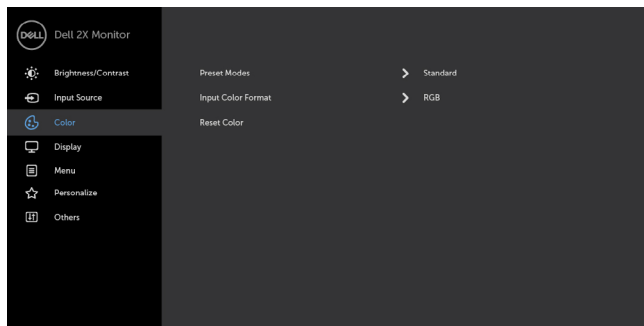 DELL Dell 2X Monitor
Brightness/Contrast
Input Source
Color
Display
Menu
Personalize
Others
Preset Modes Standard
Input Color Format RGB
Reset Color